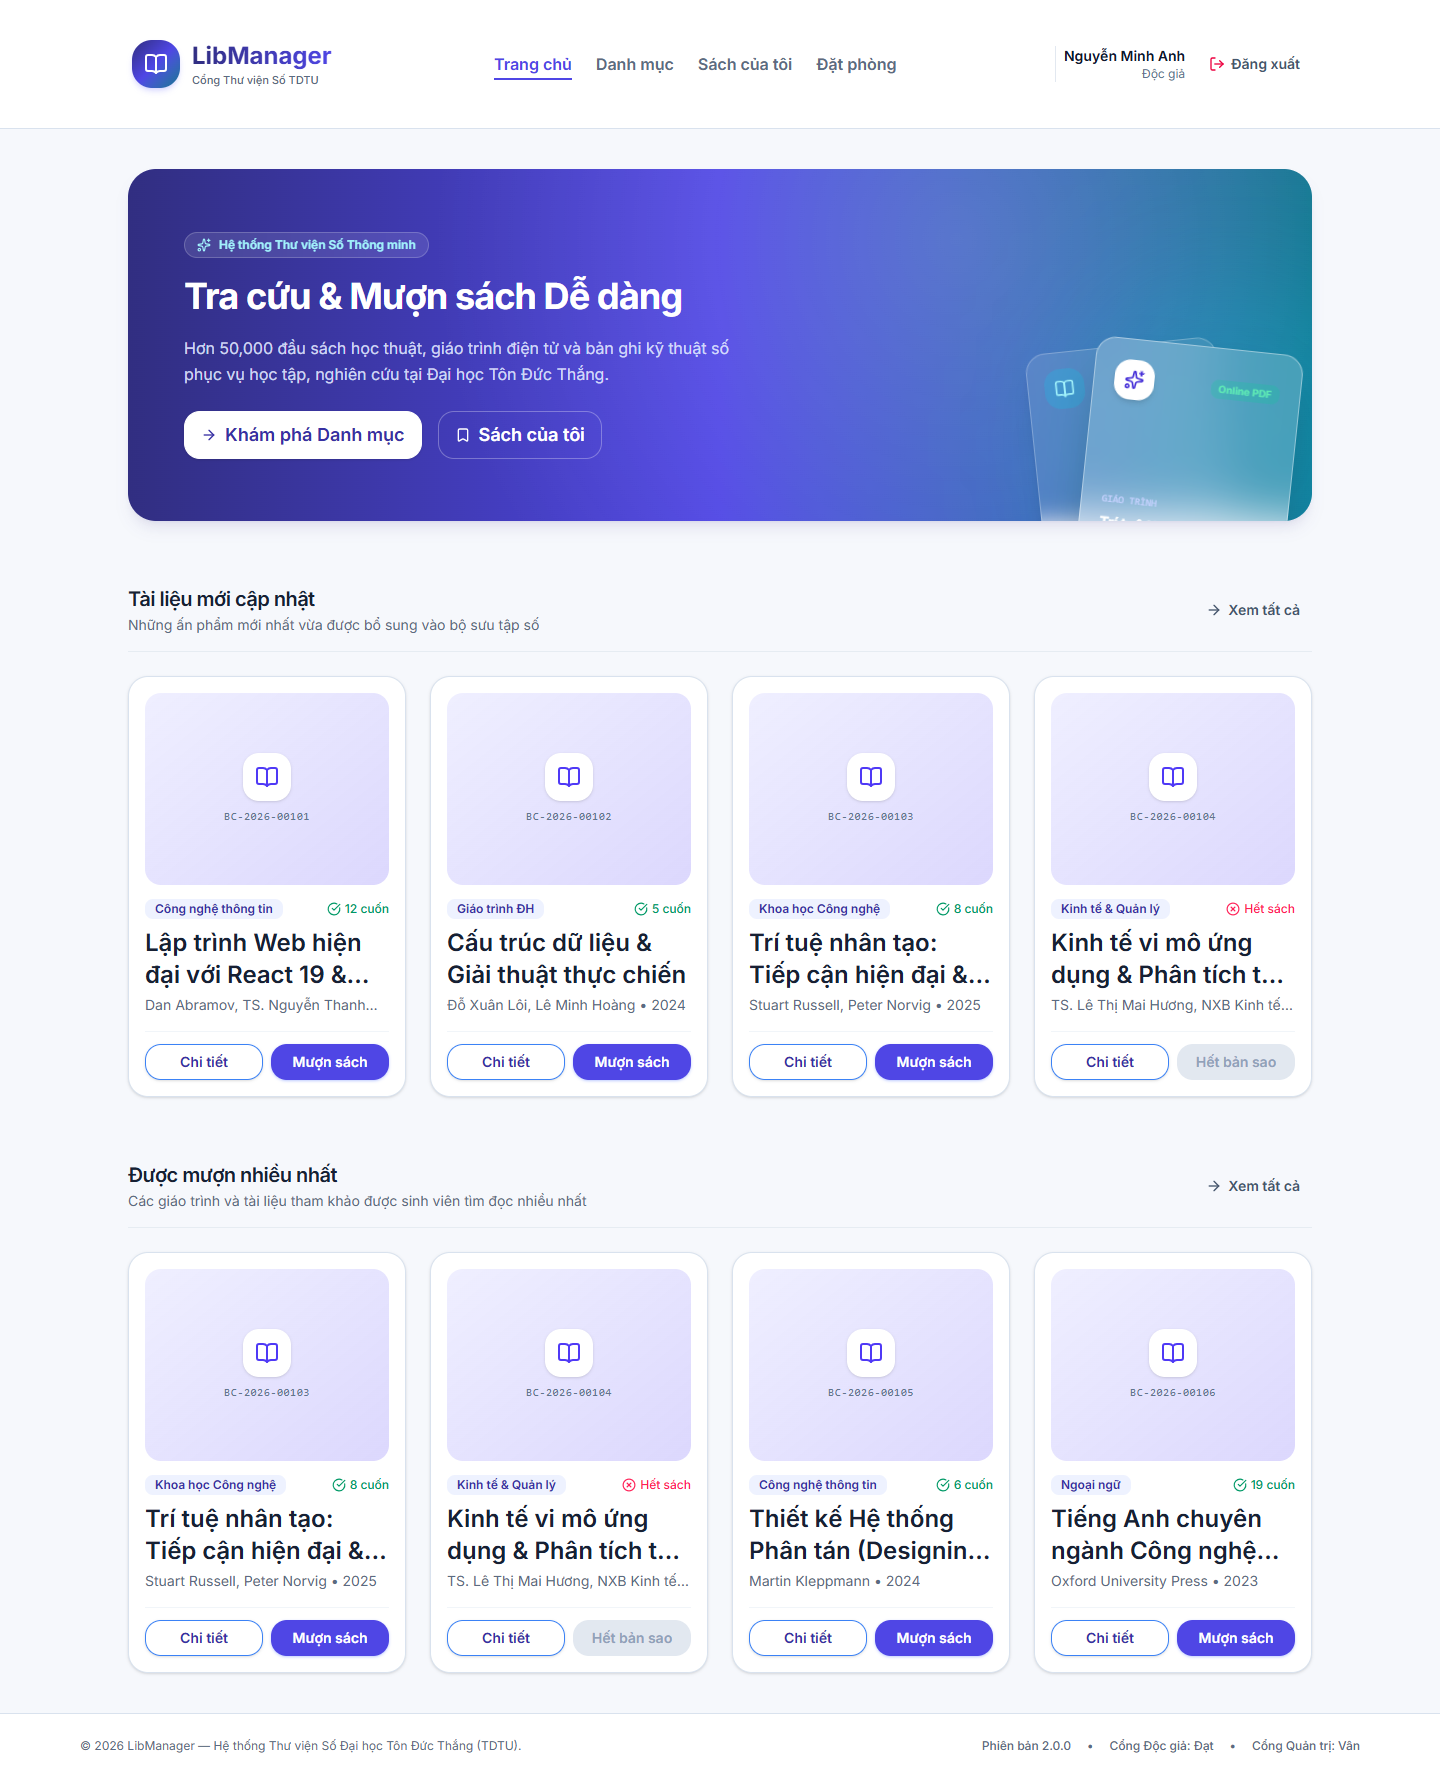 LibManager
Cổng Thư viện Số TDTU
Trang chủ
Danh mục
Sách của tôi
Đặt phòng
Nguyễn Minh Anh
Độc giả
Đăng xuất
Hệ thống Thư viện Số Thông minh
Tra cứu & Mượn sách Dễ dàng
Hơn 50,000 đầu sách học thuật, giáo trình điện tử và bản ghi kỹ thuật số
phục vụ học tập, nghiên cứu tại Đại học Tôn Đức Thắng.
Khám phá Danh mục
Sách của tôi
Online PDF
GIÁO TRÌNH
Tài liệu mới cập nhật
Những ấn phẩm mới nhất vừa được bổ sung vào bộ sưu tập số
Xem tất cả
BC-2026-00101
Công nghệ thông tin
12 cuốn
Lập trình Web hiện
đại với React 19 &...
Dan Abramov, TS. Nguyễn Thanh...
Chi tiết
Mượn sách
BC-2026-00102
Giáo trình ĐH
5 cuốn
Cấu trúc dữ liệu &
Giải thuật thực chiến
Đỗ Xuân Lôi, Lê Minh Hoàng • 2024
Chi tiết
Mượn sách
BC-2026-00103
Khoa học Công nghệ
8 cuốn
Trí tuệ nhân tạo:
Tiếp cận hiện đại &...
Stuart Russell, Peter Norvig • 2025
Chi tiết
Mượn sách
BC-2026-00104
Kinh tế & Quản lý
Hết sách
Kinh tế vi mô ứng
dụng & Phân tích t...
TS. Lê Thị Mai Hương, NXB Kinh tế...
Chi tiết
Hết bản sao
Được mượn nhiều nhất
Các giáo trình và tài liệu tham khảo được sinh viên tìm đọc nhiều nhất
Xem tất cả
BC-2026-00103
Khoa học Công nghệ
8 cuốn
Trí tuệ nhân tạo:
Tiếp cận hiện đại &...
Stuart Russell, Peter Norvig • 2025
Chi tiết
Mượn sách
BC-2026-00104
Kinh tế & Quản lý
Hết sách
Kinh tế vi mô ứng
dụng & Phân tích t...
TS. Lê Thị Mai Hương, NXB Kinh tế...
Chi tiết
Hết bản sao
BC-2026-00105
Công nghệ thông tin
6 cuốn
Thiết kế Hệ thống
Phân tán (Designin...
Martin Kleppmann • 2024
Chi tiết
Mượn sách
BC-2026-00106
Ngoại ngữ
19 cuốn
Tiếng Anh chuyên
ngành Công nghệ...
Oxford University Press • 2023
Chi tiết
Mượn sách
© 2026 LibManager — Hệ thống Thư viện Số Đại học Tôn Đức Thắng (TDTU).
Phiên bản 2.0.0 • Cổng Độc giả: Đạt • Cổng Quản trị: Vân